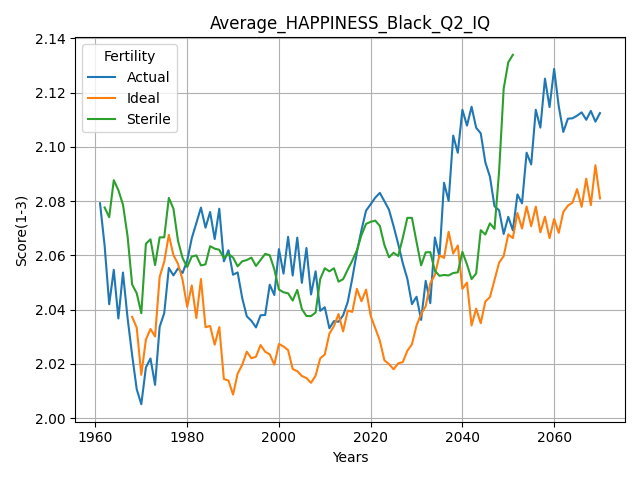 Average_HAPPINESS_Black_Q2_IQ
2.14
2.12
2.10
2.08
2.06
2.04
2.02
2.00
Score(1-3)
Fertility
Actual
Ideal
Sterile
1960
1980
2000
2020
2040
2060
Years